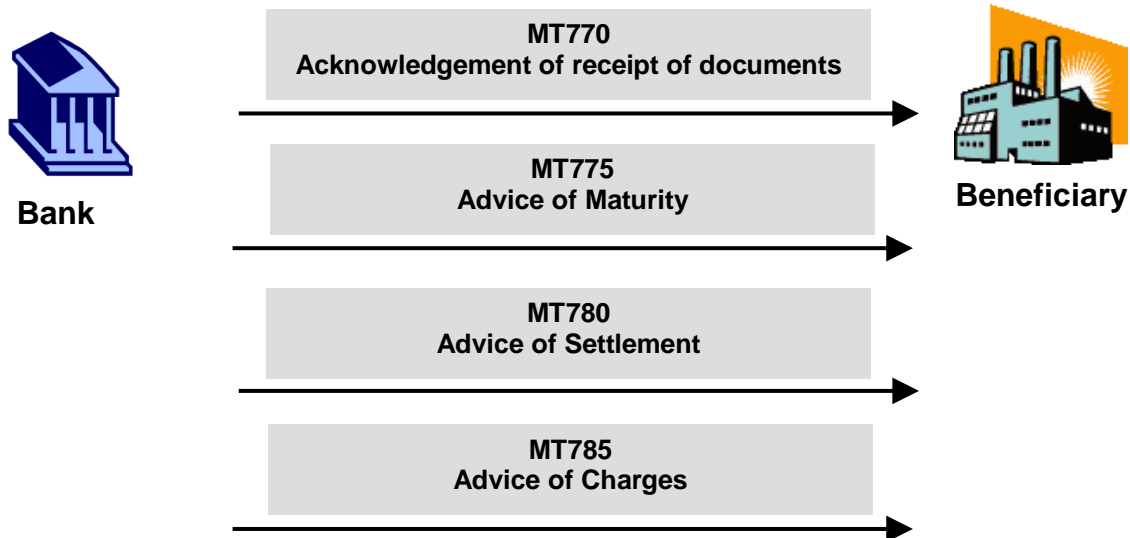 MT770
Acknowledgement of receipt of documents
MT775
Advice of Maturity
Bank
Beneficiary
MT780
Advice of Settlement
MT785
Advice of Charges